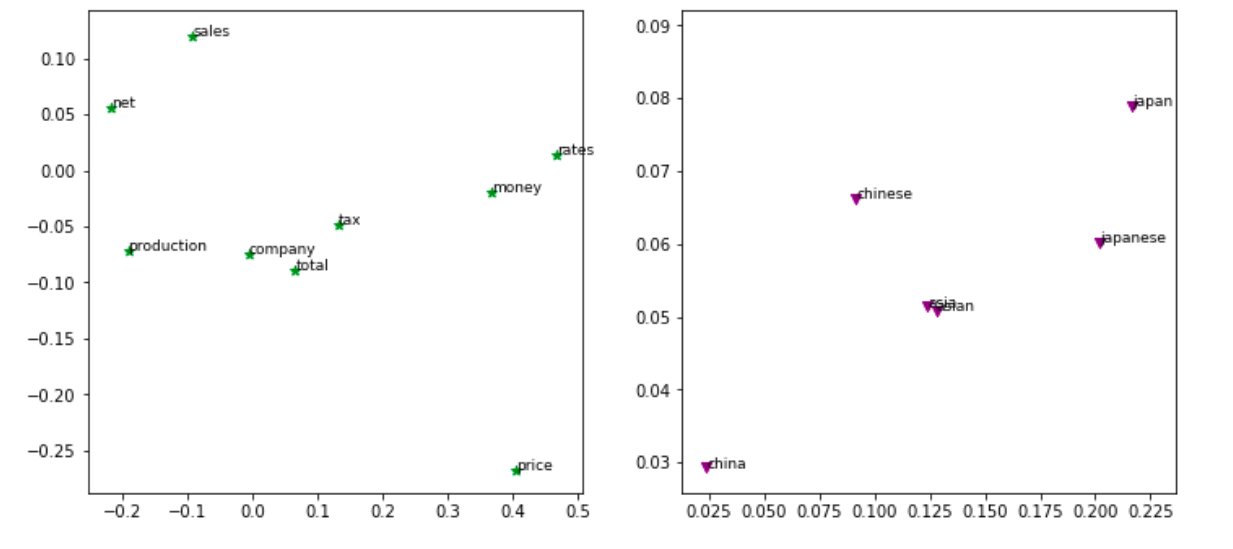 sales
0.10
net
0.05
rates
0.00
money
tax
−0.05
production
company
total
−0.10
−0.15
−0.20
−0.25
price
−0.2 −0.1 0.0 0.1 0.2 0.3 0.4 0.5
0.09
0.08
japan
0.07
chinese
0.06
japanese
asia
asian
0.05
0.04
0.03
china
0.025 0.050 0.075 0.100 0.125 0.150 0.175 0.200 0.225